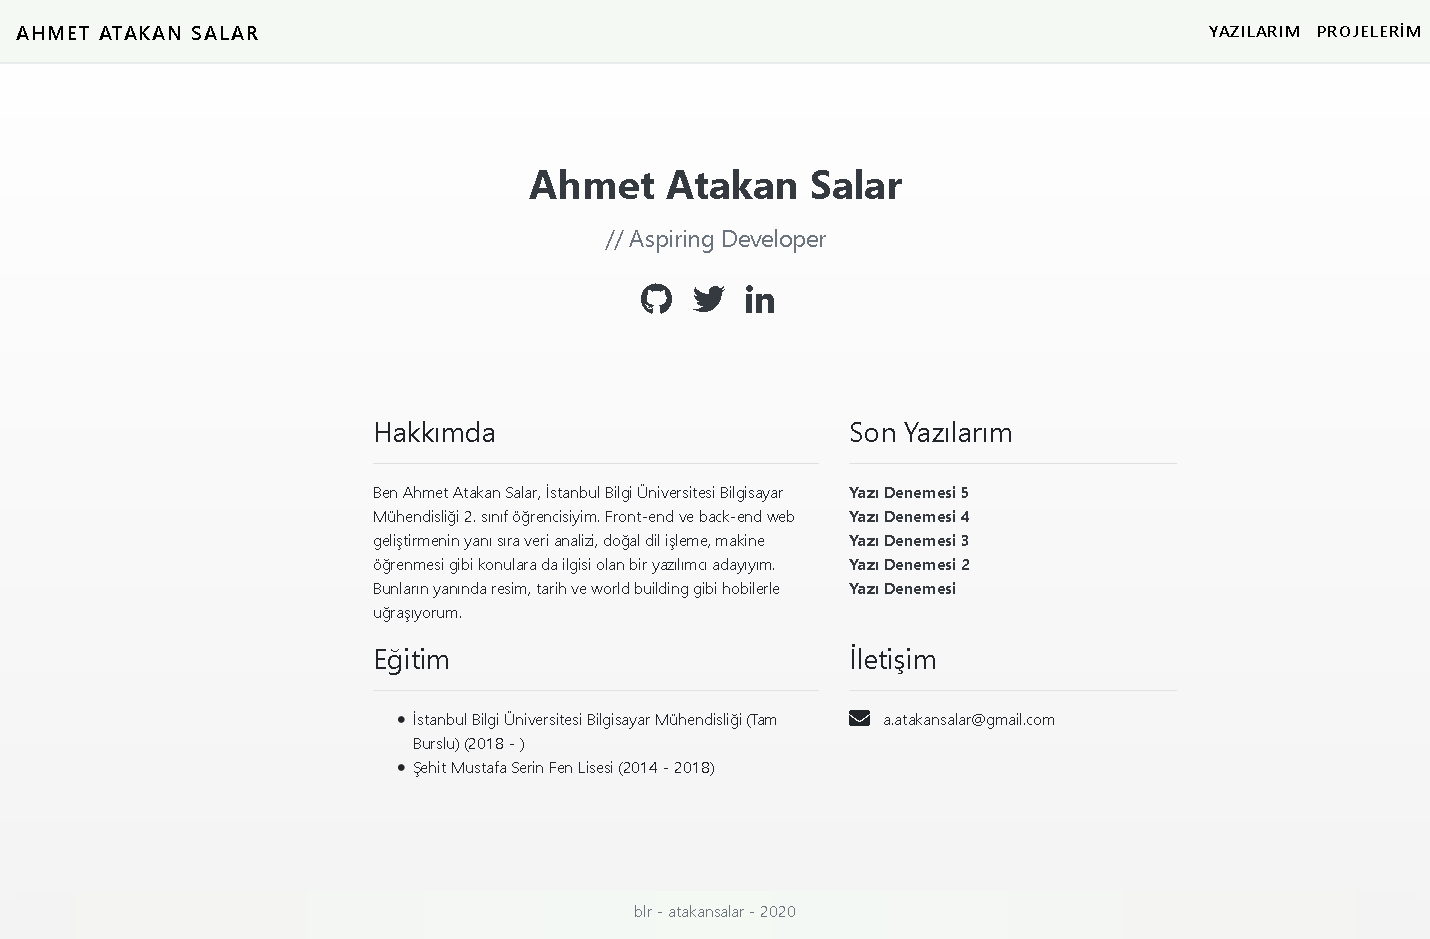 AHMET ATAKAN SALAR
YAZILARIM PROJELERİM
Ahmet Atakan Salar
// Aspiring Developer
Hakkımda
Ben Ahmet Atakan Salar, İstanbul Bilgi Üniversitesi Bilgisayar
Mühendisliği 2. sınıf öğrencisiyim. Front-end ve back-end web
geliştirmenin yanı sıra veri analizi, doğal dil işleme, makine
öğrenmesi gibi konulara da ilgisi olan bir yazılımcı adayıyım.
Bunların yanında resim, tarih ve world building gibi hobilerle
uğraşıyorum.
Son Yazılarım
Yazı Denemesi 5
Yazı Denemesi 4
Yazı Denemesi 3
Yazı Denemesi 2
Yazı Denemesi
Eğitim
İstanbul Bilgi Üniversitesi Bilgisayar Mühendisliği (Tam
Burslu) (2018 - )
Şehit Mustafa Serin Fen Lisesi (2014 - 2018)
İletişim
a.atakansalar@gmail.com
blr - atakansalar - 2020